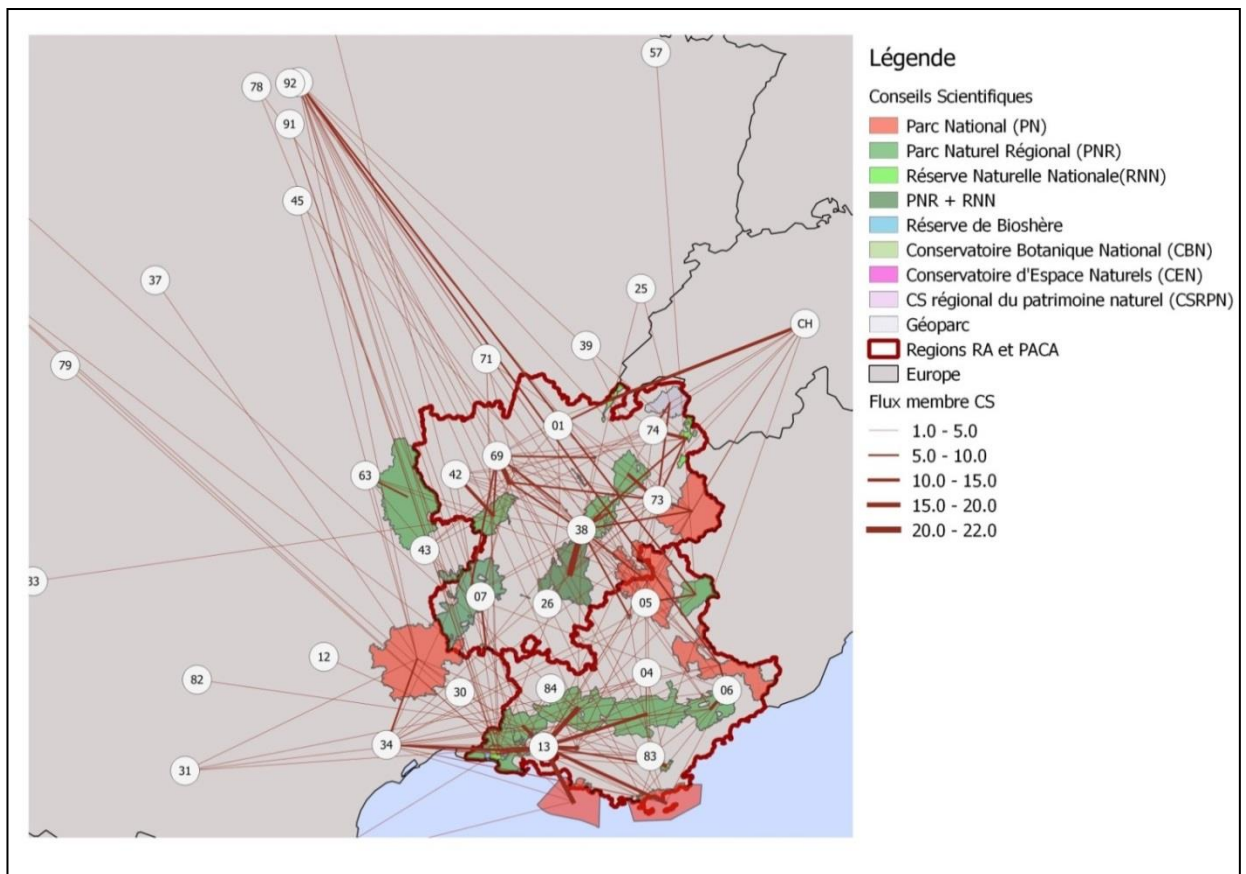 57
78
92
91
45
37
25
CH
39
79
71
01
74
69
63
42
73
38
43
33
07
26
05
12
04
82
30
84
06
34
13
83
31
Légende
Conseils Scientifiques
Parc National (PN)
Parc Naturel Régional (PNR)
Réserve Naturelle Nationale(RNN)
PNR + RNN
Réserve de Bioshère
Conservatoire Botanique National (CBN)
Conservatoire d'Espace Naturels (CEN)
CS régional du patrimoine naturel (CSRPN)
Géoparc
Regions RA et PACA
Europe
Flux membre CS
1.0 - 5.0
5.0 - 10.0
10.0 - 15.0
15.0 - 20.0
20.0 - 22.0